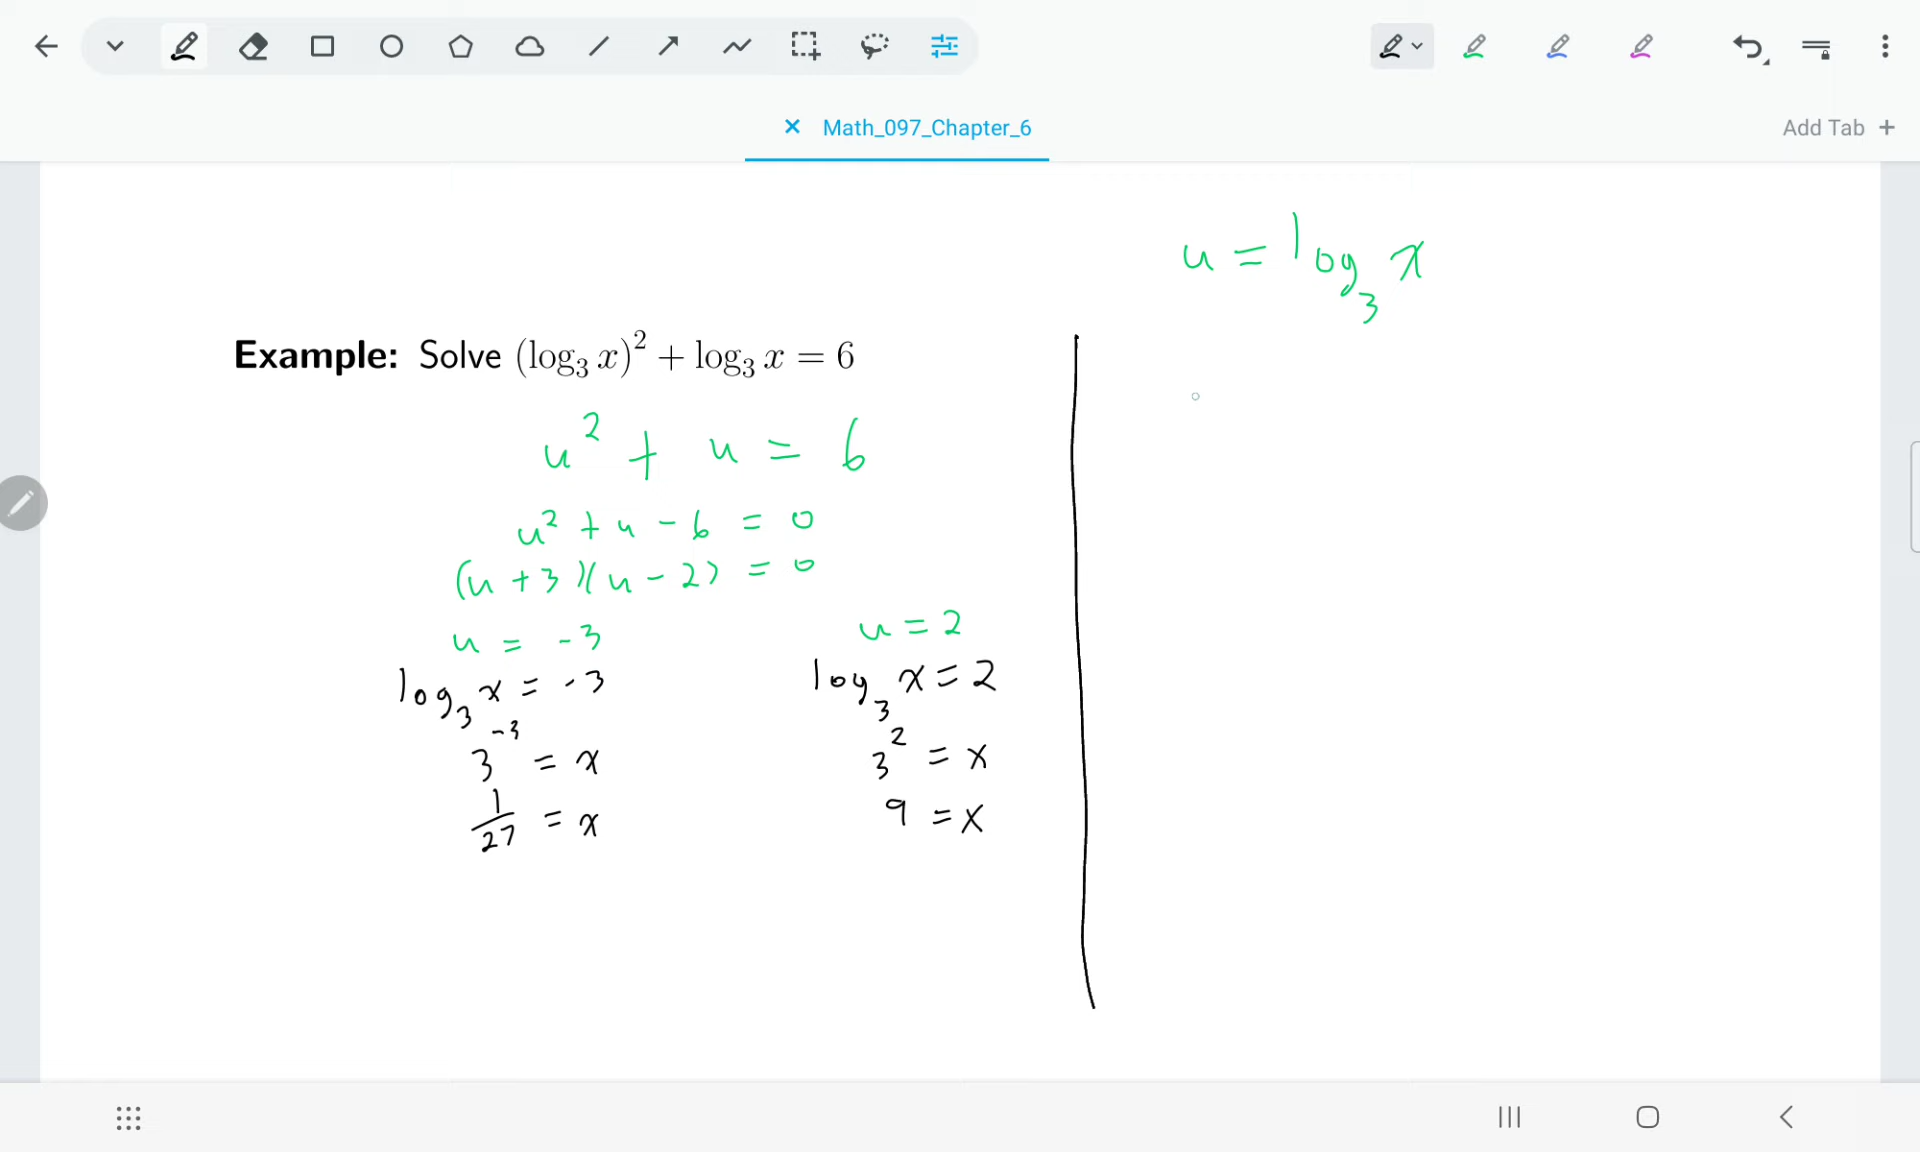 Math_097_Chapter_6
Add Tab +
u = log₃ x
Example: Solve (log₃ x)² + log₃ x = 6
u² + u = 6
u² + u - 6 = 0
(u + 3)(u - 2) = 0
u = -3
log₃ x = -3
3⁻³ = x
1/27 = x
u = 2
log₃ x = 2
3² = x
9 = x